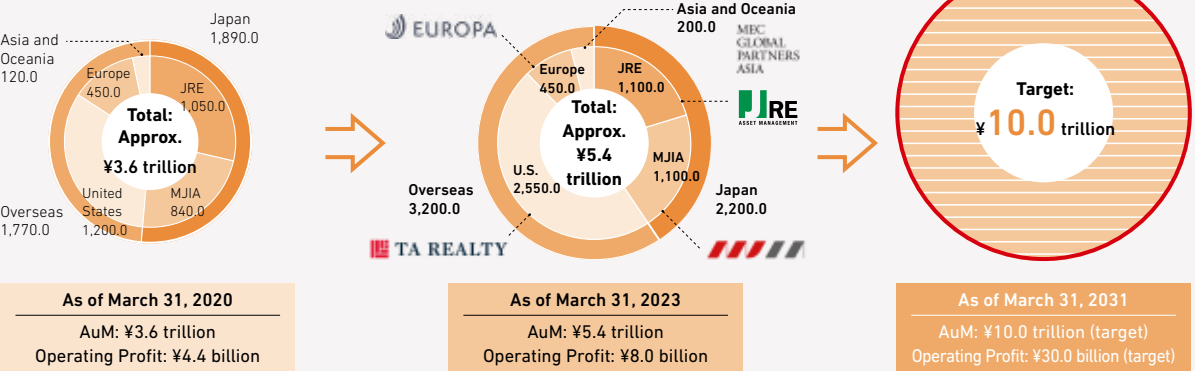 Japan
1,890.0
Asia and
Oceania
120.0
Europe
450.0
JRE
1,050.0
Total:
Approx.
¥3.6 trillion
United
States
1,200.0
MJIA
840.0
Overseas
1,770.0
As of March 31, 2020
AuM: ¥3.6 trillion
Operating Profit: ¥4.4 billion
EUROPA
Asia and Oceania
200.0
MEC
GLOBAL
PARTNERS
ASIA
Europe
450.0
JRE
1,100.0
JRE
ASSET MANAGEMENT
Total:
Approx.
¥5.4
trillion
U.S.
2,550.0
MJIA
1,100.0
Overseas
3,200.0
Japan
2,200.0
TA REALTY
As of March 31, 2023
AuM: ¥5.4 trillion
Operating Profit: ¥8.0 billion
Target:
¥10.0 trillion
As of March 31, 2031
AuM: ¥10.0 trillion (target)
Operating Profit: ¥30.0 billion (target)